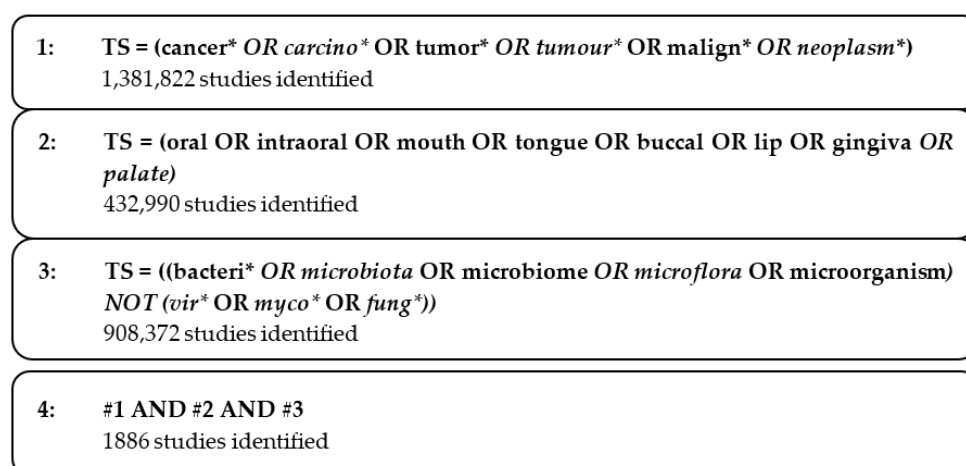 1: TS = (cancer* OR carcino* OR tumor* OR tumour* OR malign* OR neoplasm*)
1,381,822 studies identified
2: TS = (oral OR intraoral OR mouth OR tongue OR buccal OR lip OR gingiva OR
palate)
432,990 studies identified
3: TS = ((bacteri* OR microbiota OR microbiome OR microflora OR microorganism)
NOT (vir* OR myco* OR fung*))
908,372 studies identified
4: #1 AND #2 AND #3
1886 studies identified